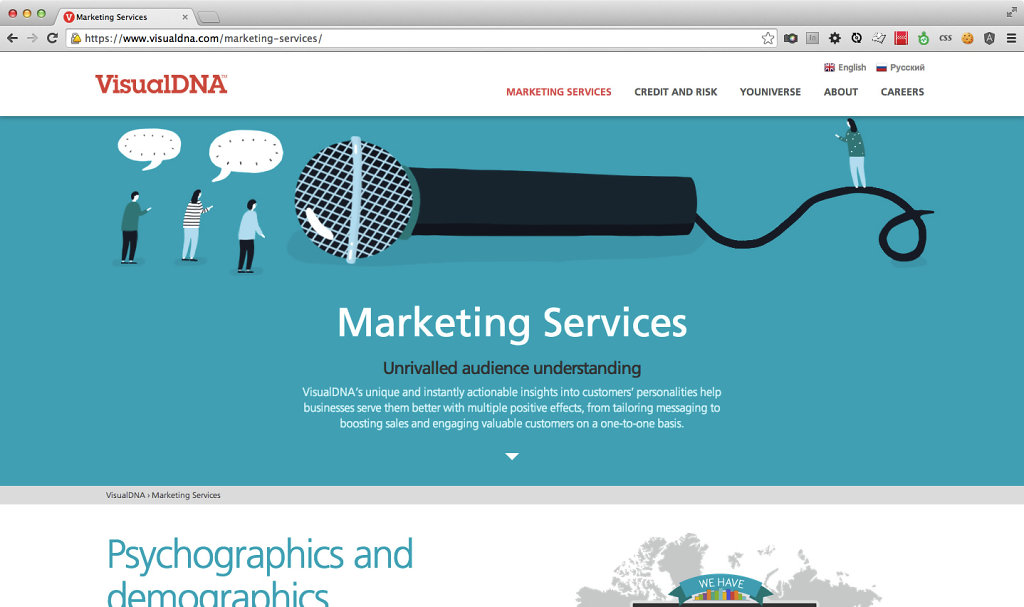 Marketing Services
https://www.visualdna.com/marketing-services/
CSS
VisualDNA™
English Русский
MARKETING SERVICES CREDIT AND RISK YOUNIVERSE ABOUT CAREERS
Marketing Services
Unrivalled audience understanding
VisualDNA's unique and instantly actionable insights into customers' personalities help
businesses serve them better with multiple positive effects, from tailoring messaging to
boosting sales and engaging valuable customers on a one-to-one basis.
VisualDNA › Marketing Services
Psychographics and
demographics
WE HAVE